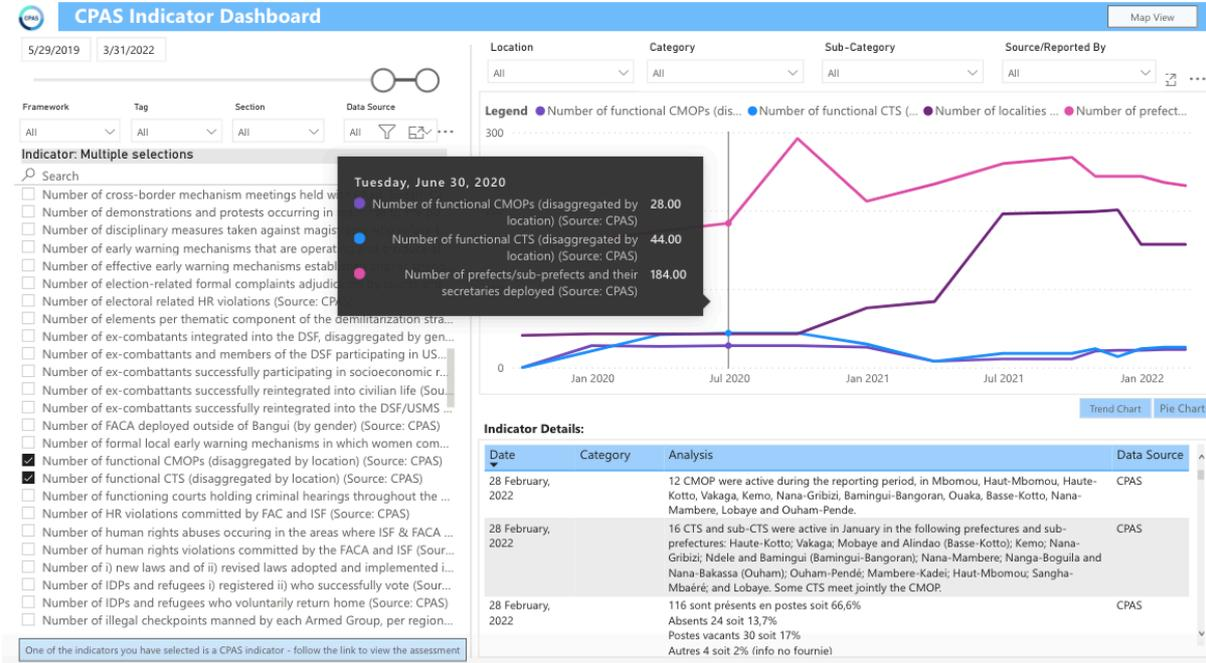 CPAS
CPAS Indicator Dashboard
Map View
5/29/2019
3/31/2022
Framework
Tag
Section
Data Source
All
All
All
All
Indicator: Multiple selections
Search
Number of cross-border mechanism meetings held wi
Number of demonstrations and protests occurring in
Number of disciplinary measures taken against magis
Number of early warning mechanisms that are operat
Number of effective early warning mechanisms establ
Number of election-related formal complaints adjudic
Number of electoral related HR violations (Source: CPA
Number of elements per thematic component of the demilitarization stra...
Number of ex-combatants integrated into the DSF, disaggregated by gen...
Number of ex-combattants and members of the DSF participating in US...
Number of ex-combattants successfully participating in socioeconomic r...
Number of ex-combattants successfully reintegrated into civilian life (Sou...
Number of ex-combattants successfully reintegrated into the DSF/USMS ...
Number of FACA deployed outside of Bangui (by gender) (Source: CPAS)
Number of formal local early warning mechanisms in which women com...
Number of functional CMOPs (disaggregated by location) (Source: CPAS)
Number of functional CTS (disaggregated by location) (Source: CPAS)
Number of functioning courts holding criminal hearings throughout the ...
Number of HR violations committed by FAC and ISF (Source: CPAS)
Number of human rights abuses occuring in the areas where ISF & FACA ...
Number of human rights violations committed by the FACA and ISF (Sour...
Number of i) new laws and of ii) revised laws adopted and implemented i...
Number of IDPs and refugees i) registered ii) who successfully vote (Sour...
Number of IDPs and refugees who voluntarily return home (Source: CPAS)
Number of illegal checkpoints manned by each Armed Group, per region...
One of the indicators you have selected is a CPAS indicator - follow the link to view the assessment
Location
Category
Sub-Category
Source/Reported By
All
All
All
All
Legend
Number of functional CMOPs (dis...
Number of functional CTS (...
Number of localities ...
Number of prefect...
300
0
Tuesday, June 30, 2020
Number of functional CMOPs (disaggregated by 28.00
location) (Source: CPAS)
Number of functional CTS (disaggregated by 44.00
location) (Source: CPAS)
Number of prefects/sub-prefects and their 184.00
secretaries deployed (Source: CPAS)
Jan 2020
Jul 2020
Jan 2021
Jul 2021
Jan 2022
Trend Chart
Pie Chart
Indicator Details:
Date
Category
Analysis
Data Source
28 February,
2022
12 CMOP were active during the reporting period, in Mbomou, Haut-Mbomou, Haute-
Kotto, Vakaga, Kemo, Nana-Gribizi, Bamingui-Bangoran, Ouaka, Basse-Kotto, Nana-
Mambere, Lobaye and Ouham-Pende.
CPAS
28 February,
2022
16 CTS and sub-CTS were active in January in the following prefectures and sub-
prefectures: Haute-Kotto; Vakaga; Mobaye and Alindao (Basse-Kotto); Kemo; Nana-
Gribizi; Ndele and Bamingui (Bamingui-Bangoran); Nana-Mambere; Nanga-Boguila and
Nana-Bakassa (Ouham); Ouham-Pendé; Mambere-Kadei; Haut-Mbomou; Sangha-
Mbaéré; and Lobaye. Some CTS meet jointly the CMOP.
CPAS
28 February,
2022
116 sont présents en postes soit 66,6%
Absents 24 soit 13,7%
Postes vacants 30 soit 17%
Autres 4 soit 2% (info no fournie)
CPAS